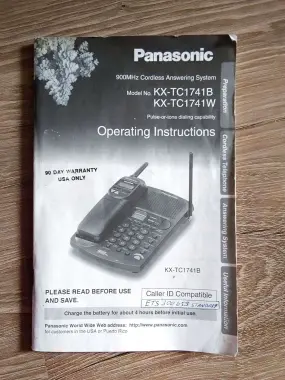 Panasonic
900MHz Cordless Answering System
Model No. KX-TC1741B
KX-TC1741W
Pulse-or-tone dialing capability
Operating Instructions
Preparation
Cordless Telephone
Answering System
Useful Information
90 DAY WARRANTY
USA ONLY
KX-TC1741B
PLEASE READ BEFORE USE
AND SAVE.
Caller ID Compatible
Charge the battery for about 4 hours before initial use.
Panasonic World Wide Web address: http://www.panasonic.com
for customers in the USA or Puerto Rico